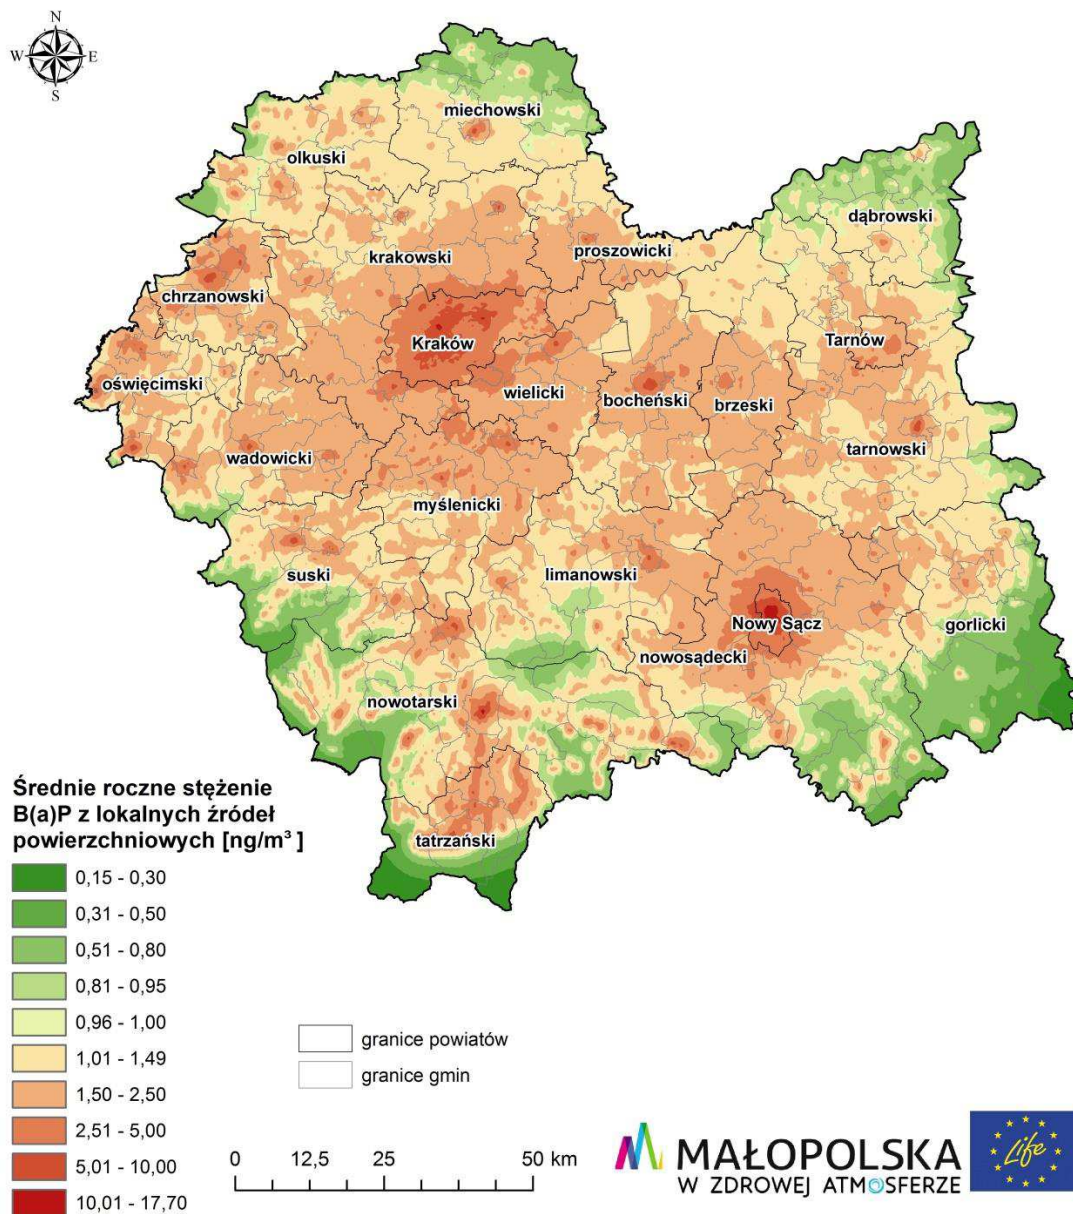 N
W E
S
miechowski
olkuski
dąbrowski
krakowski
proszowicki
chrzanowski
Kraków
Tarnów
oświęcimski
wielicki
bocheński
brzeski
wadowicki
tarnowski
myślenicki
suski
limanowski
Nowy Sącz
gorlicki
nowosądecki
nowotarski
tatrzański
Średnie roczne stężenie
B(a)P z lokalnych źródeł
powierzchniowych [ng/m³ ]
0,15 - 0,30
0,31 - 0,50
0,51 - 0,80
0,81 - 0,95
0,96 - 1,00
1,01 - 1,49
1,50 - 2,50
2,51 - 5,00
5,01 - 10,00
10,01 - 17,70
granice powiatów
granice gmin
0 12,5 25 50 km
MAŁOPOLSKA
W ZDROWEJ ATMOSFERZE
Life